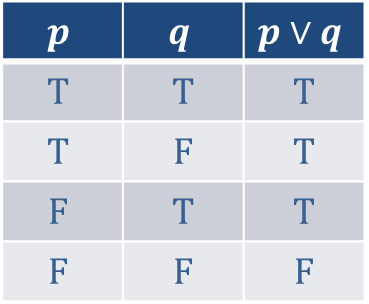 p q p ∨ q
T T T
T F T
F T T
F F F